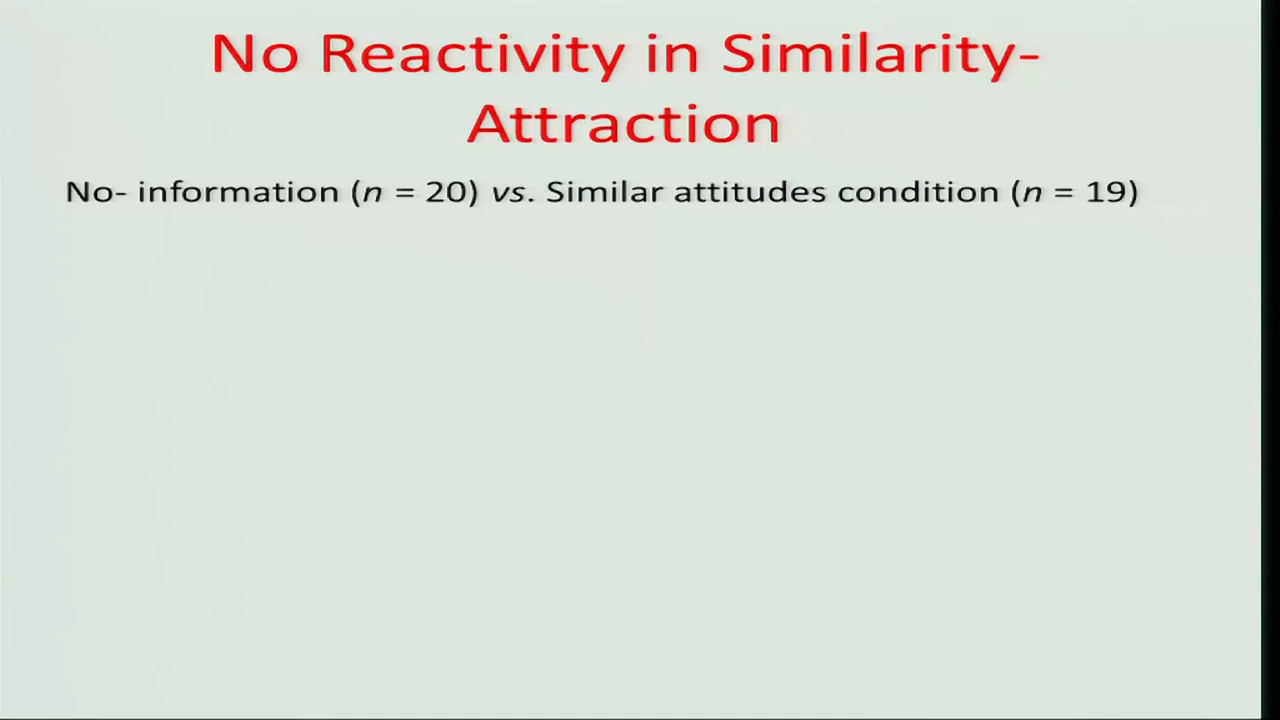 No Reactivity in Similarity-
Attraction
No- information (n = 20) vs. Similar attitudes condition (n = 19)